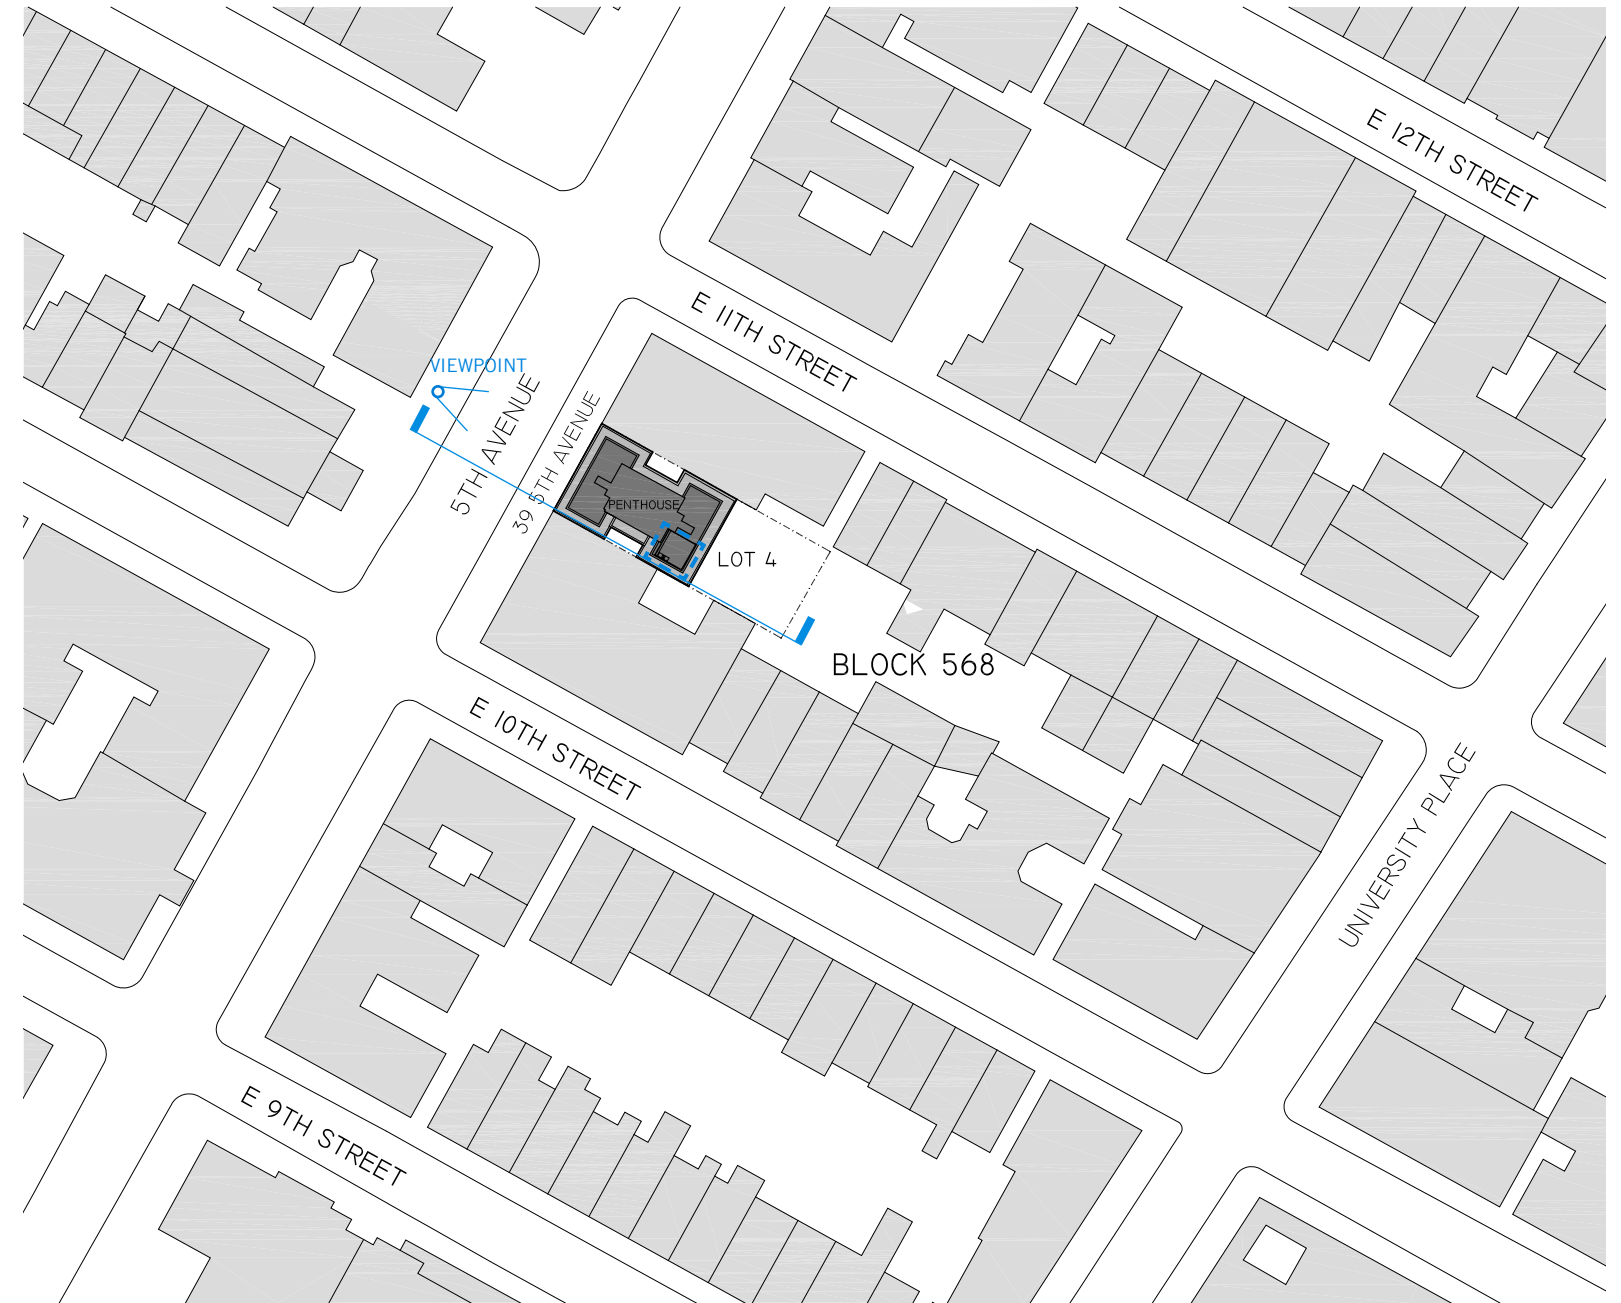 E 12TH STREET
E 11TH STREET
VIEWPOINT
5TH AVENUE
39 5TH AVENUE
PENTHOUSE
LOT 4
BLOCK 568
E 10TH STREET
UNIVERSITY PLACE
E 9TH STREET